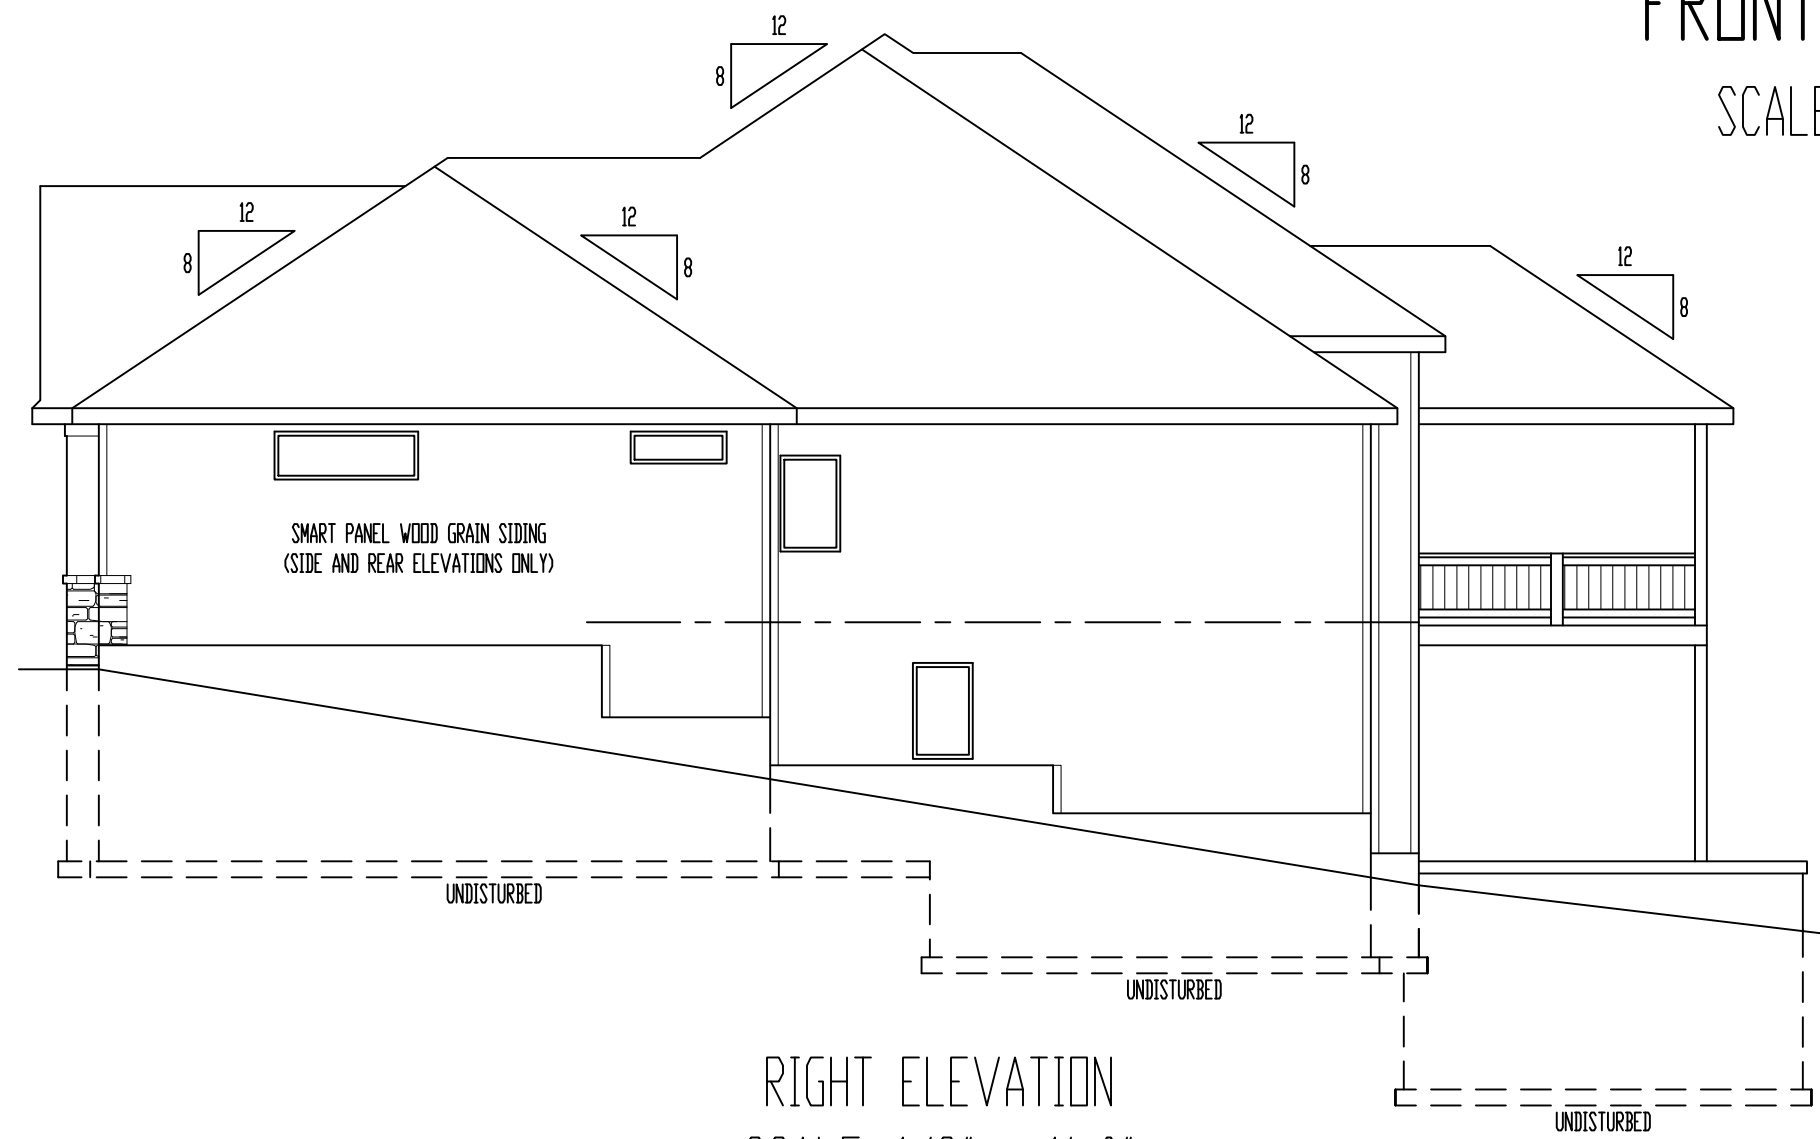 FRONT
SCALE
12
8
12
8
12
8
12
8
12
8
SMART PANEL WOOD GRAIN SIDING
(SIDE AND REAR ELEVATIONS ONLY)
UNDISTURBED
UNDISTURBED
RIGHT ELEVATION
UNDISTURBED